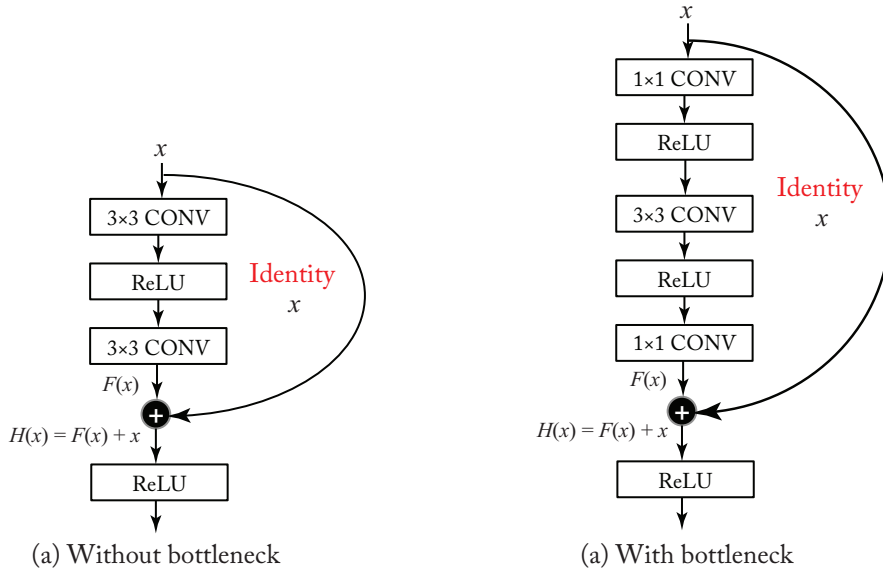 x
3×3 CONV
ReLU
Identity
x
3×3 CONV
F(x)
+
H(x) = F(x) + x
ReLU
(a) Without bottleneck
x
1×1 CONV
ReLU
Identity
3×3 CONV
x
ReLU
1×1 CONV
F(x)
+
H(x) = F(x) + x
ReLU
(a) With bottleneck